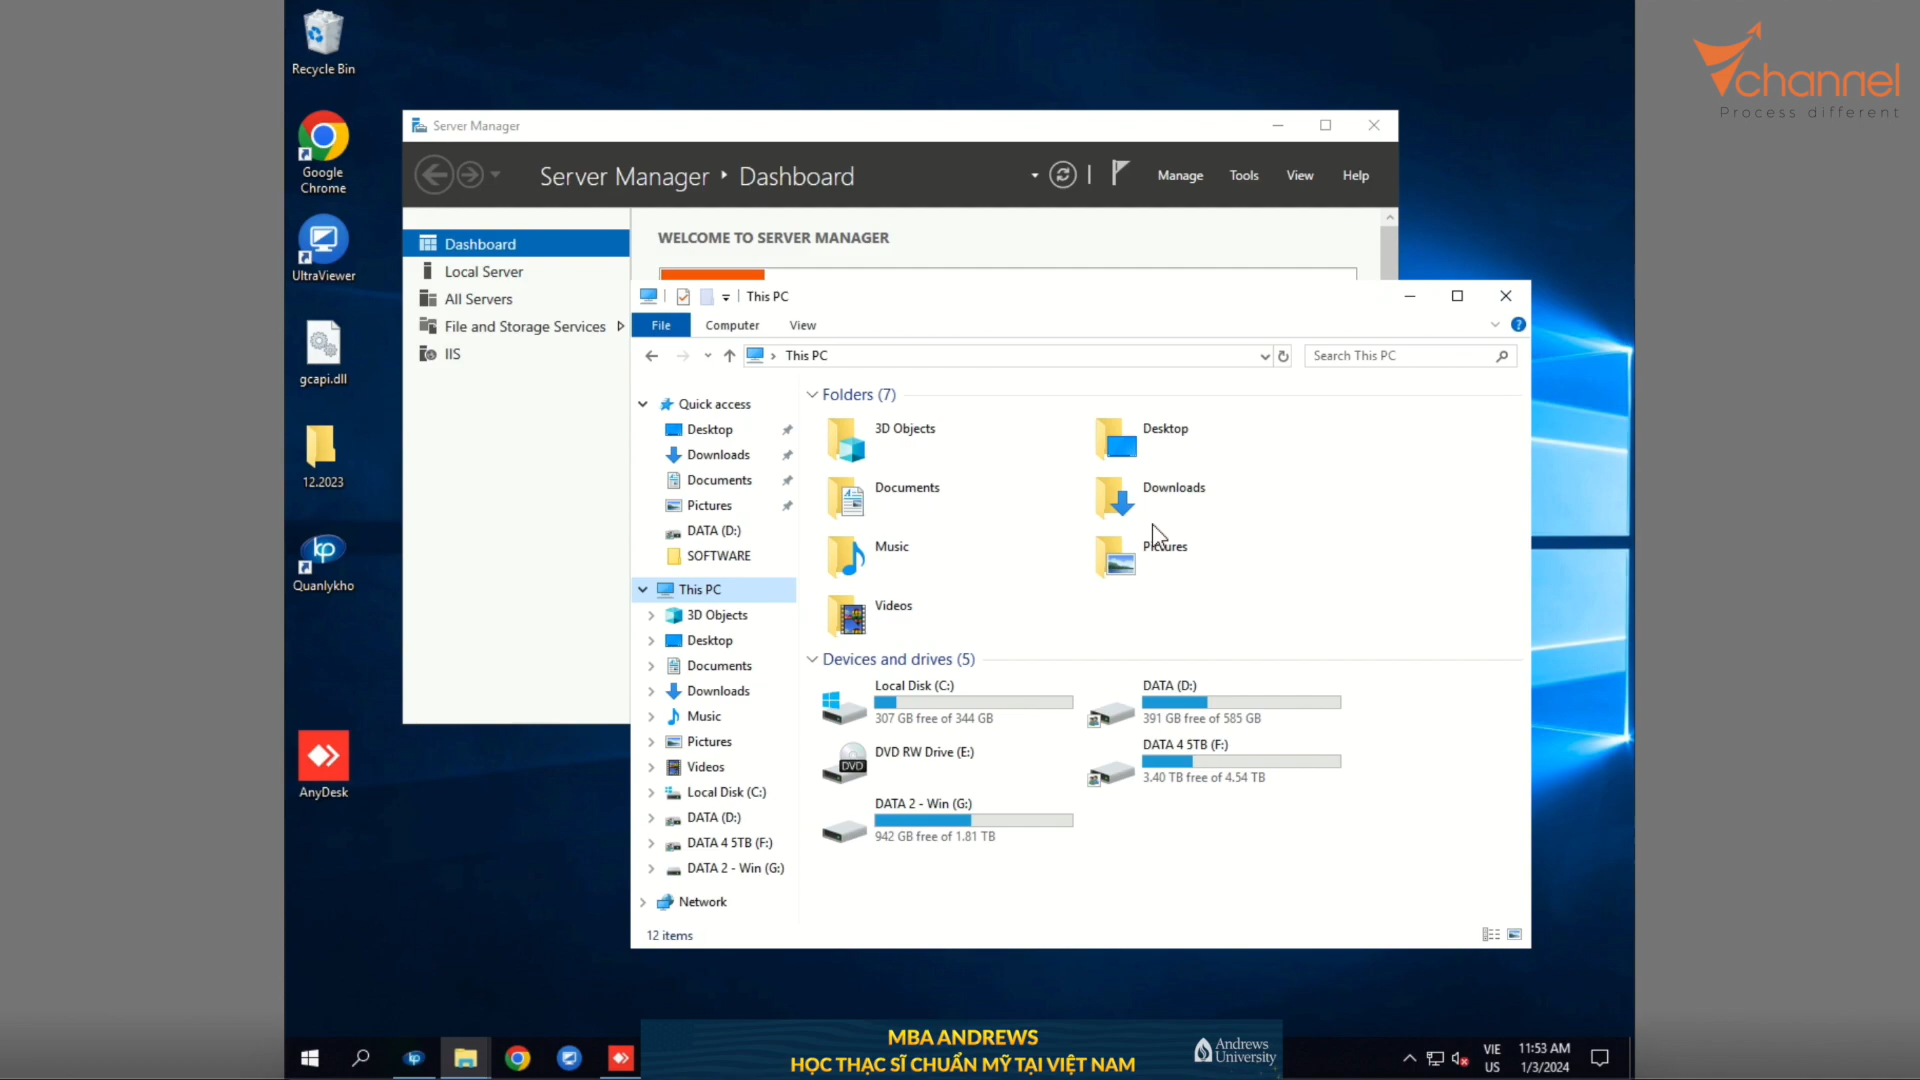 Recycle Bin
Google
Chrome
UltraViewer
gcapi.dll
12.2023
Quanlykho
AnyDesk
Vchannel
Process different
Server Manager
Server Manager
Dashboard
Manage
Tools
View
Help
Dashboard
Local Server
All Servers
File and Storage Services
IIS
WELCOME TO SERVER MANAGER
This PC
File
Computer
View
This PC
Search This PC
Quick access
Desktop
Downloads
Documents
Pictures
DATA (D:)
SOFTWARE
This PC
3D Objects
Desktop
Documents
Downloads
Music
Pictures
Videos
Local Disk (C:)
DATA (D:)
DATA 4 5TB (F:)
DATA 2 - Win (G:)
Network
12 items
Folders (7)
3D Objects
Desktop
Documents
Downloads
Music
Pictures
Videos
Devices and drives (5)
Local Disk (C:)
307 GB free of 344 GB
DATA (D:)
391 GB free of 585 GB
DVD RW Drive (E:)
DVD
DATA 4 5TB (F:)
3.40 TB free of 4.54 TB
DATA 2 - Win (G:)
942 GB free of 1.81 TB
kp
kp
MBA ANDREWS
HỌC THẠC SĨ CHUẨN MỸ TẠI VIỆT NAM
Andrews
University
VIE
US
11:53 AM
1/3/2024